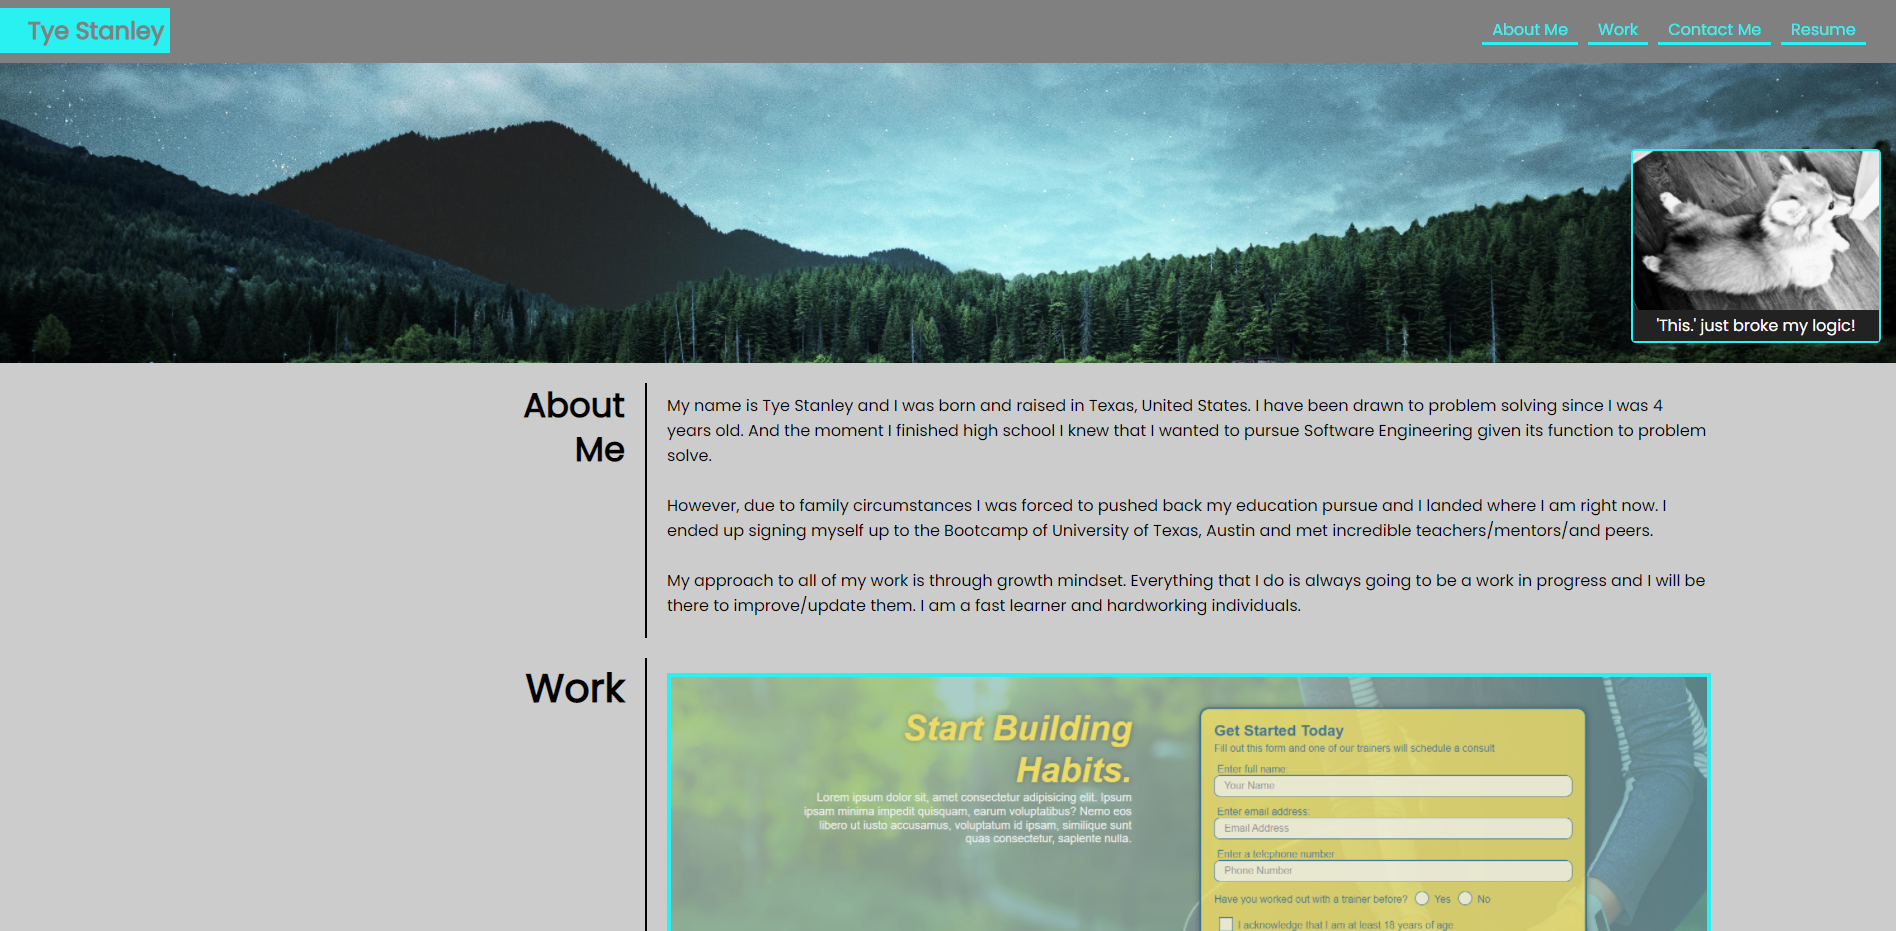 Tye Stanley
About Me
Work
Contact Me
Resume
'This.' just broke my logic!
About
Me
My name is Tye Stanley and I was born and raised in Texas, United States. I have been drawn to problem solving since I was 4
years old. And the moment I finished high school I knew that I wanted to pursue Software Engineering given its function to problem
solve.
However, due to family circumstances I was forced to pushed back my education pursue and I landed where I am right now. I
ended up signing myself up to the Bootcamp of University of Texas, Austin and met incredible teachers/mentors/and peers.
My approach to all of my work is through growth mindset. Everything that I do is always going to be a work in progress and I will be
there to improve/update them. I am a fast learner and hardworking individuals.
Work
Start Building
Habits.
Lorem ipsum dolor sit, amet consectetur adipisicing elit. Ipsum
ipsam minima impedit quisquam, earum voluptatibus? Nemo eos
libero ut iusto accusamus, voluptatum id ipsam, similique sunt
quas consectetur, sapiente nulla.
Get Started Today
Fill out this form and one of our trainers will schedule a consult
Enter full name
Your Name
Enter email address:
Email Address
Enter a telephone number
Phone Number
Have you worked out with a trainer before? Yes No
I acknowledge that I am at least 18 years of age